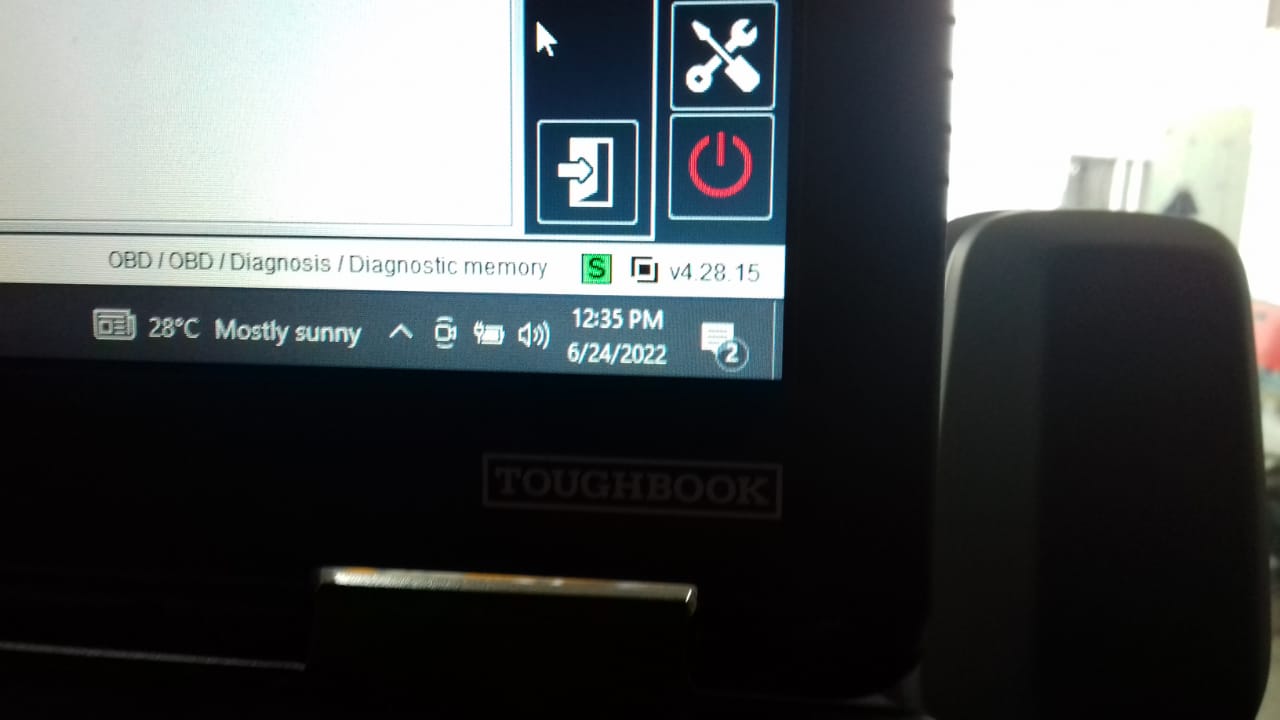 OBD / OBD / Diagnosis / Diagnostic memory S v4.28.15
28°C Mostly sunny 12:35 PM
6/24/2022
2
TOUGHBOOK